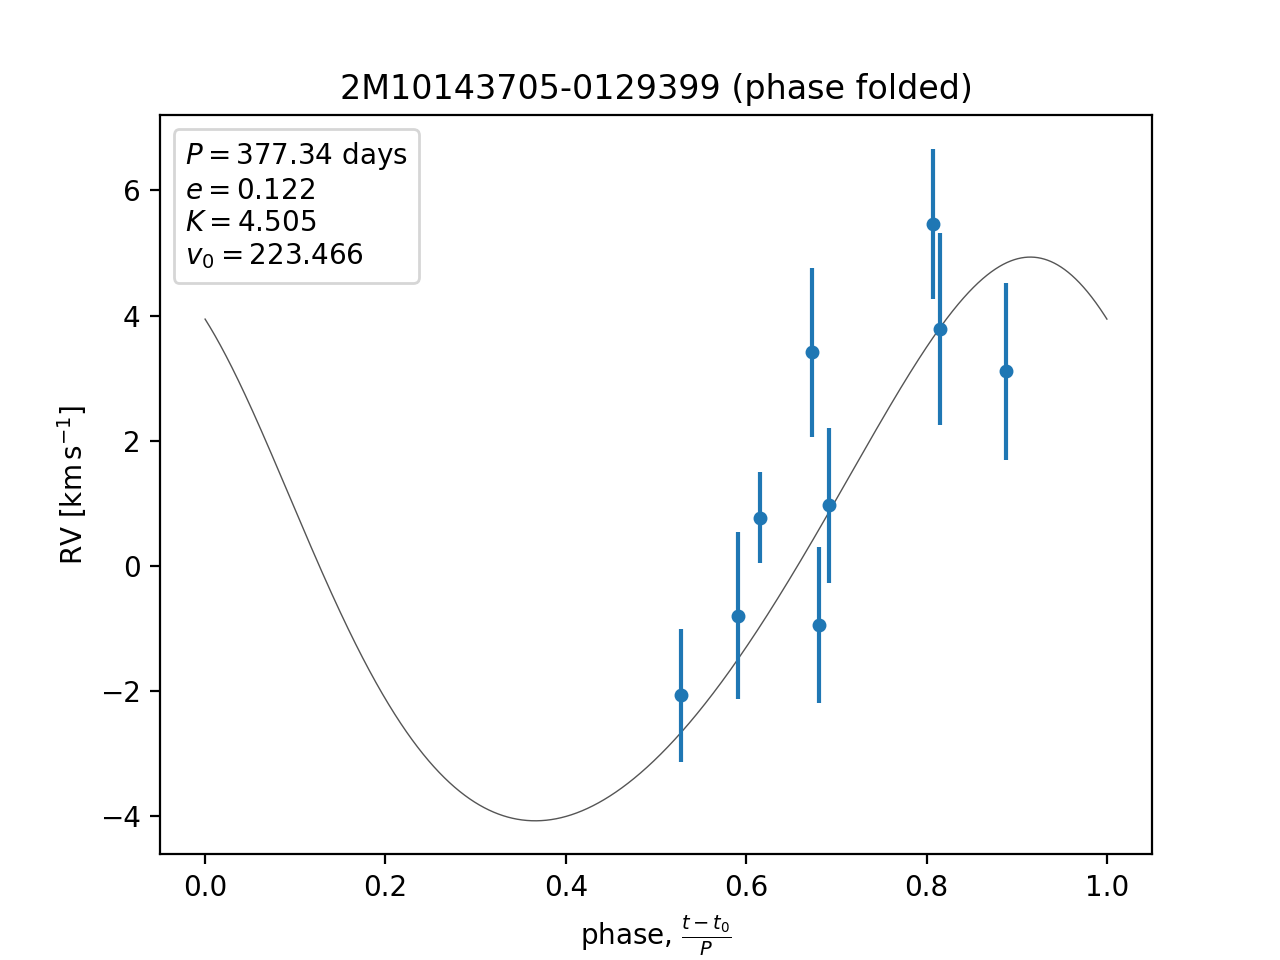 2M10143705-0129399 (phase folded)
P = 377.34 days
e = 0.122
K = 4.505
v₀ = 223.466
6
4
2
0
−2
−4
RV [km s⁻¹]
0.0 0.2 0.4 0.6 0.8 1.0
phase, (t − t₀)/P